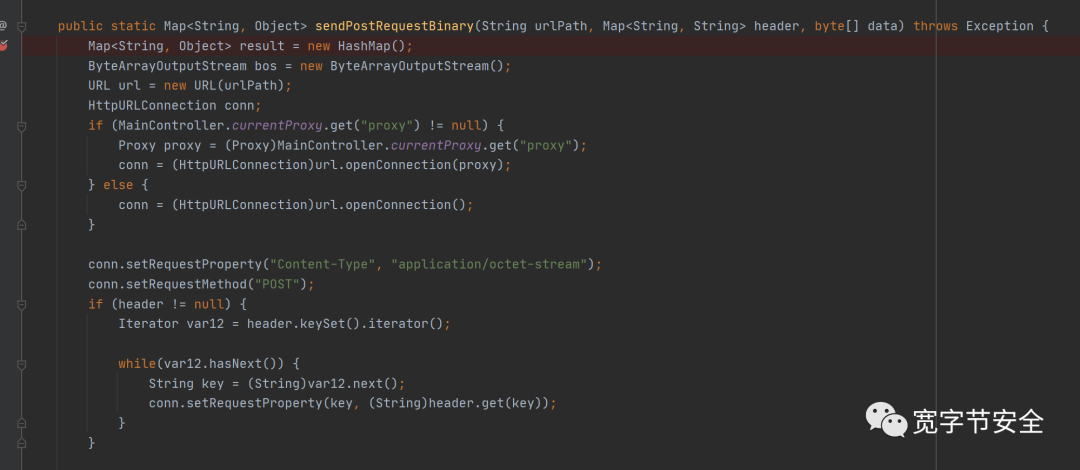 public static Map<String, Object> sendPostRequestBinary(String urlPath, Map<String, String> header, byte[] data) throws Exception {
Map<String, Object> result = new HashMap();
ByteArrayOutputStream bos = new ByteArrayOutputStream();
URL url = new URL(urlPath);
HttpURLConnection conn;
if (MainController.currentProxy.get("proxy") != null) {
Proxy proxy = (Proxy)MainController.currentProxy.get("proxy");
conn = (HttpURLConnection)url.openConnection(proxy);
} else {
conn = (HttpURLConnection)url.openConnection();
}
conn.setRequestProperty("Content-Type", "application/octet-stream");
conn.setRequestMethod("POST");
if (header != null) {
Iterator var12 = header.keySet().iterator();
while(var12.hasNext()) {
String key = (String)var12.next();
conn.setRequestProperty(key, (String)header.get(key));
}
}
宽字节安全